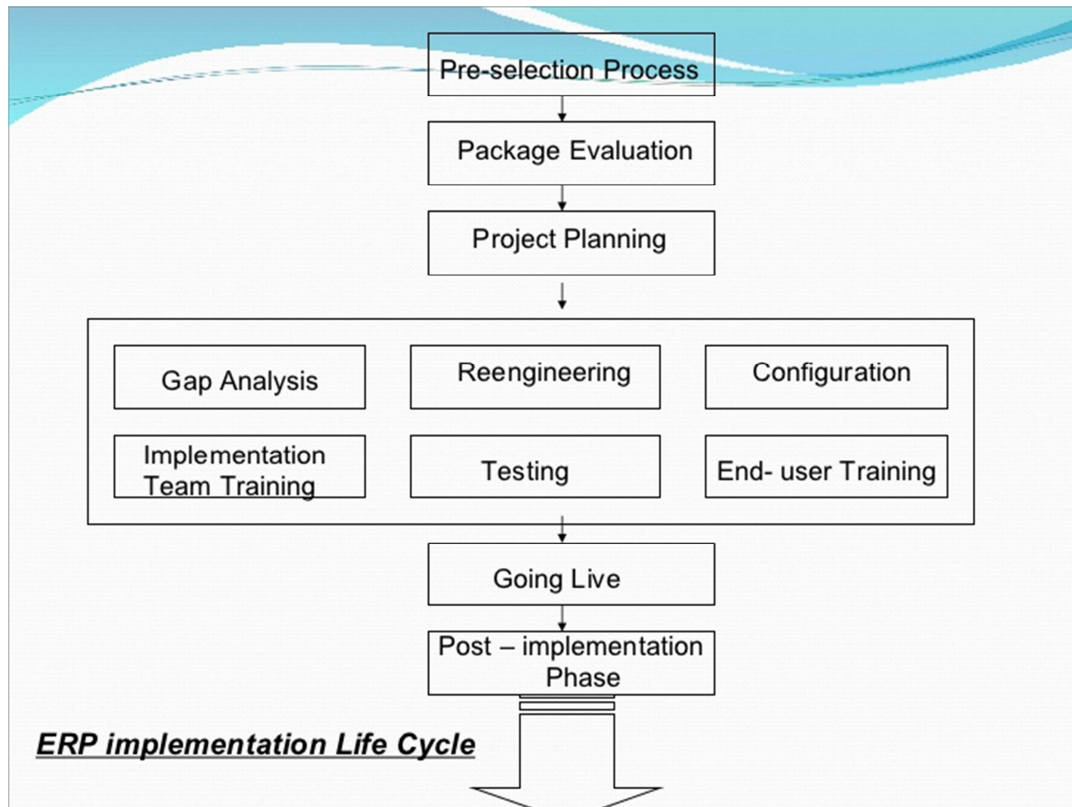 Pre-selection Process
Package Evaluation
Project Planning
Gap Analysis
Reengineering
Configuration
Implementation
Team Training
Testing
End- user Training
Going Live
Post – implementation
Phase
ERP implementation Life Cycle